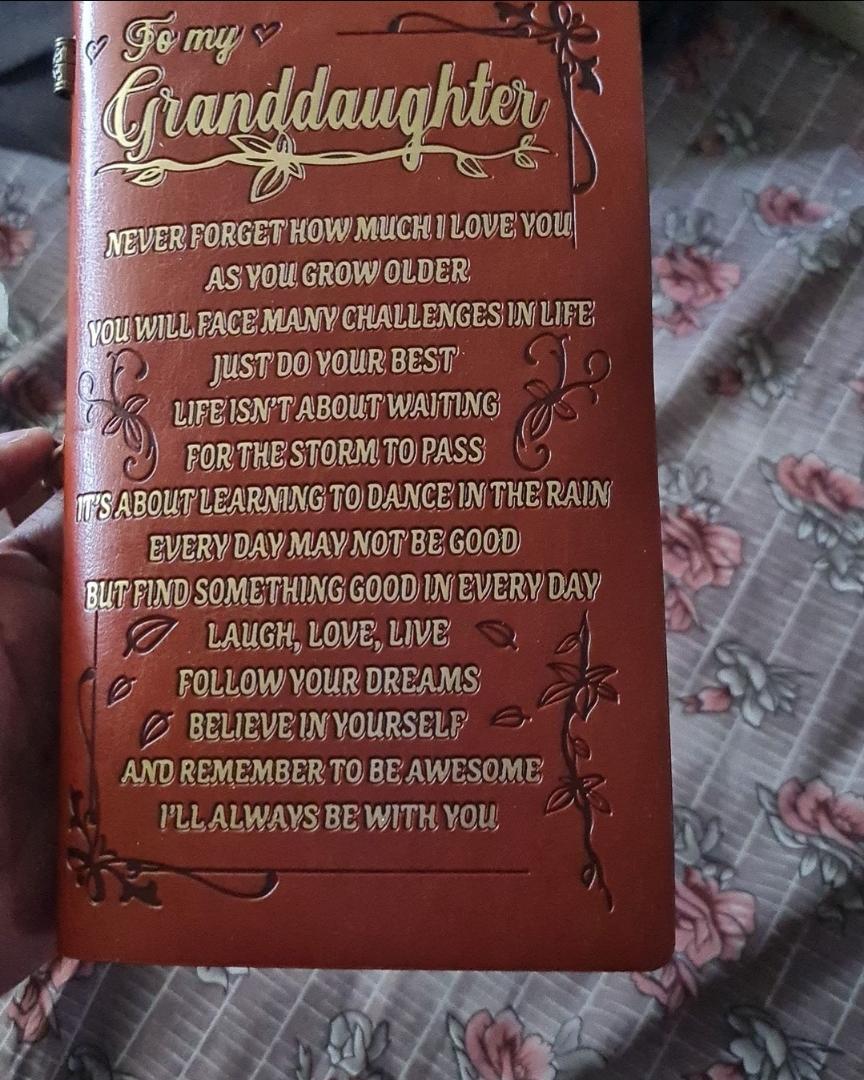 To my
Granddaughter
NEVER FORGET HOW MUCH I LOVE YOU
AS YOU GROW OLDER
YOU WILL FACE MANY CHALLENGES IN LIFE
JUST DO YOUR BEST
LIFE ISN'T ABOUT WAITING
FOR THE STORM TO PASS
IT'S ABOUT LEARNING TO DANCE IN THE RAIN
EVERY DAY MAY NOT BE GOOD
BUT FIND SOMETHING GOOD IN EVERY DAY
LAUGH, LOVE, LIVE
FOLLOW YOUR DREAMS
BELIEVE IN YOURSELF
AND REMEMBER TO BE AWESOME
I'LL ALWAYS BE WITH YOU